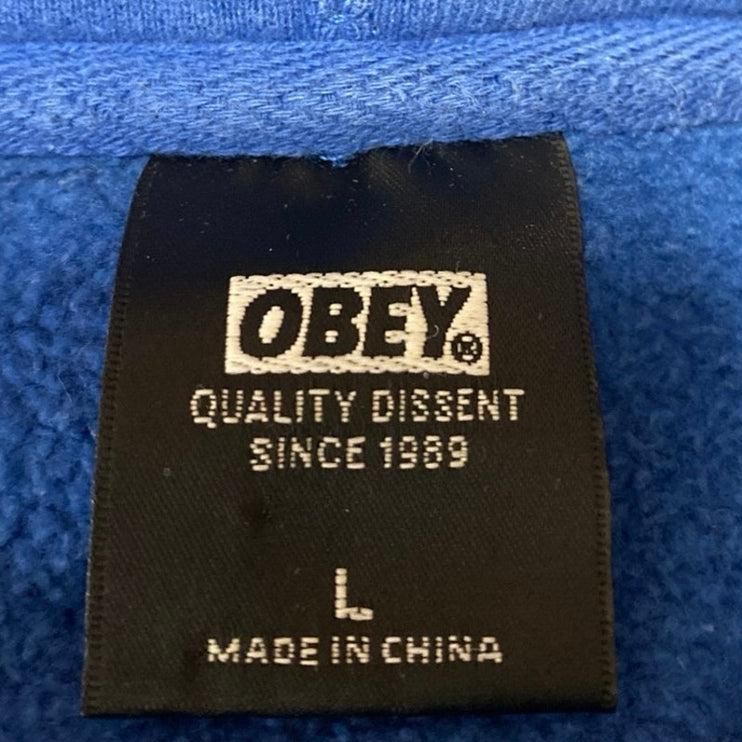 OBEY®
QUALITY DISSENT
SINCE 1989
L
MADE IN CHINA